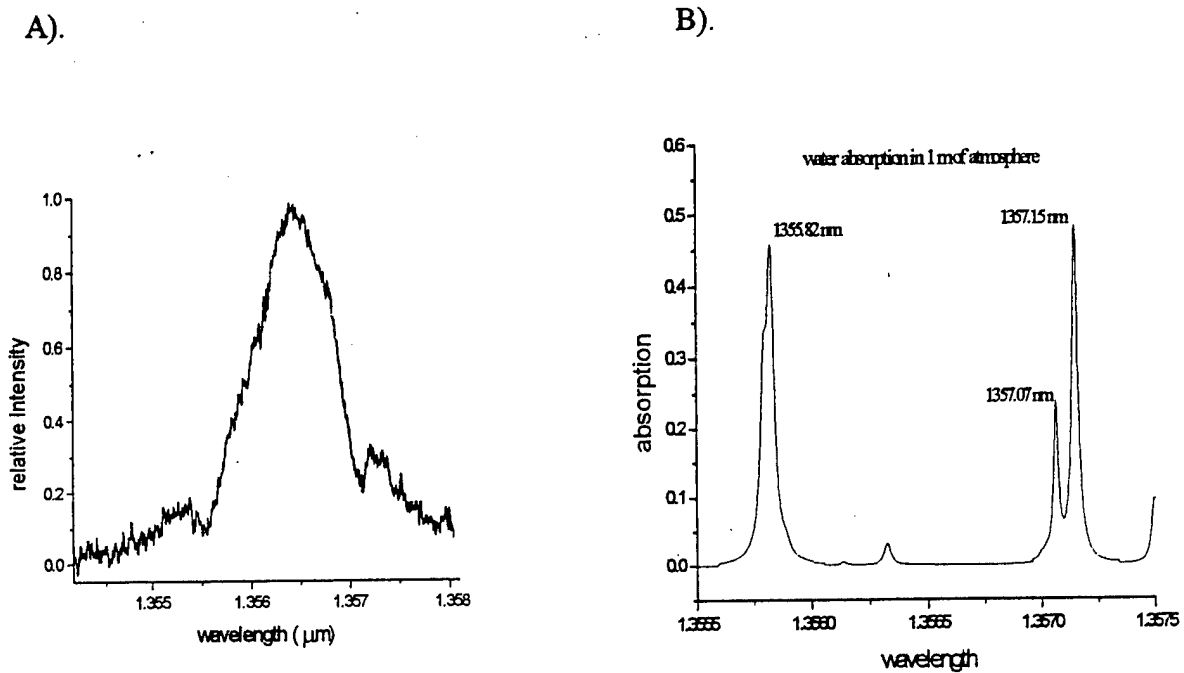 A).
B).
1.0
0.8
0.6
0.4
0.2
0.0
relative Intensity
1.355
1.356
1.357
1.358
wavelength ( μm)
0.6
0.5
0.4
0.3
0.2
0.1
0.0
absorption
water absorption in 1 m of atmosphere
1355.82 nm
1357.15 nm
1357.07 nm
1.3555
1.3560
1.3565
1.3570
1.3575
wavelength